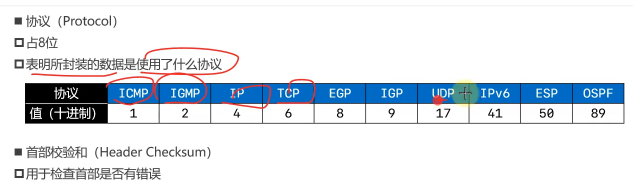 ■ 协议（Protocol）
占8位
表明所封装的数据是使用了什么协议
协议 ICMP IGMP IP TCP EGP IGP UDP IPv6 ESP OSPF
值（十进制） 1 2 4 6 8 9 17 41 50 89
■ 首部校验和（Header Checksum）
用于检查首部是否有错误